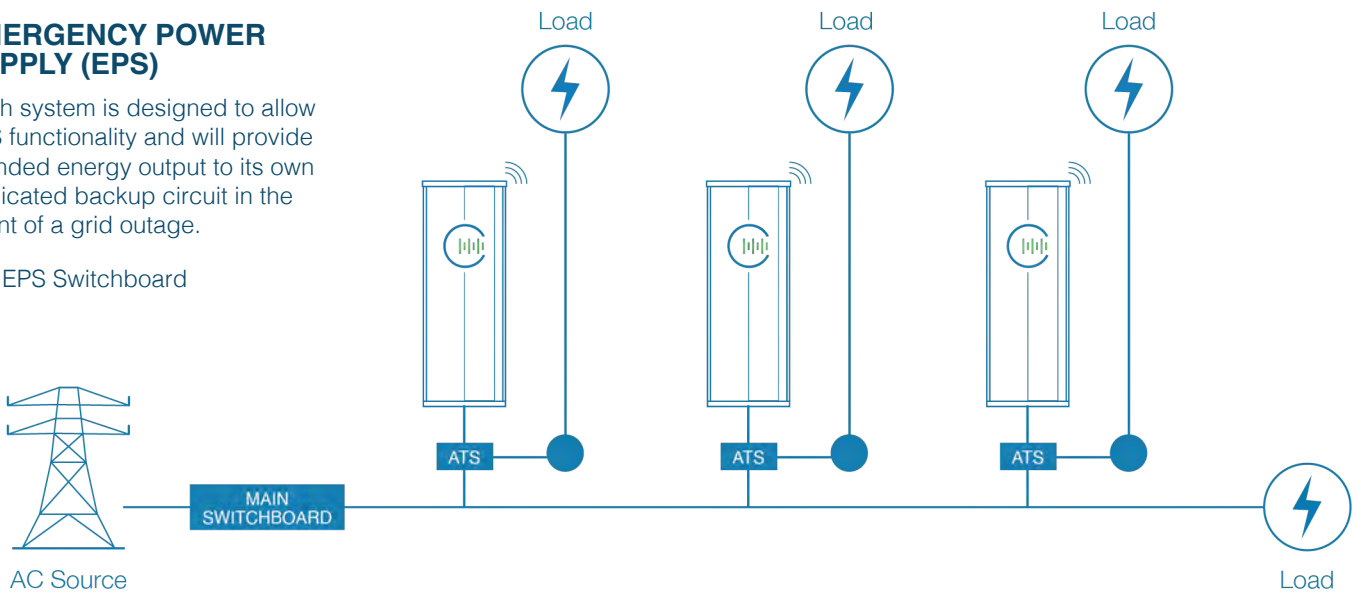 MERGENCY POWER
PPLY (EPS)
h system is designed to allow
S functionality and will provide
nded energy output to its own
icated backup circuit in the
nt of a grid outage.
EPS Switchboard
Load
Load
Load
ATS
ATS
ATS
MAIN
SWITCHBOARD
AC Source
Load